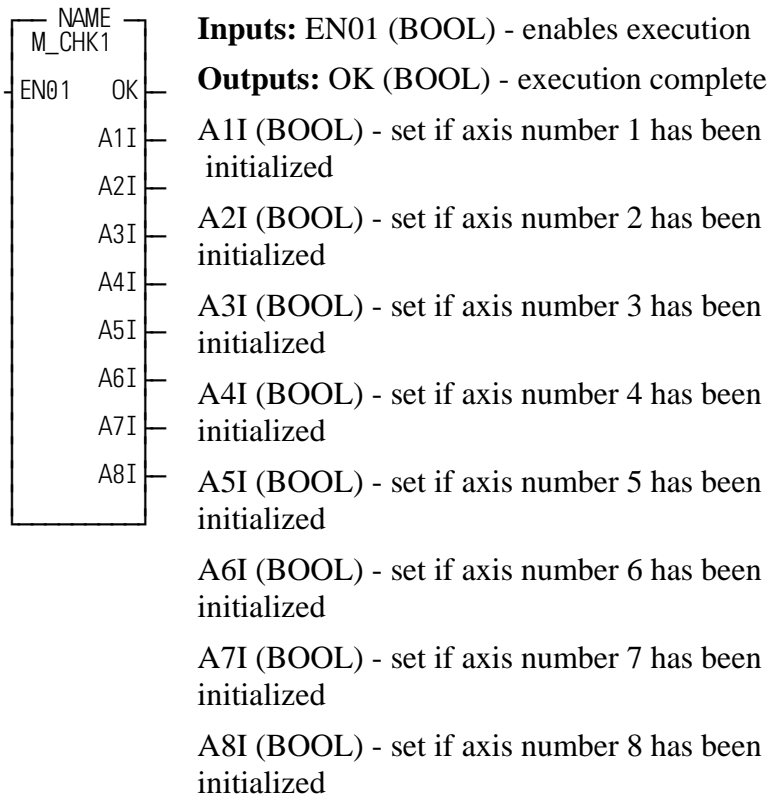 NAME
M_CHK1
EN01 OK
A1I
A2I
A3I
A4I
A5I
A6I
A7I
A8I
Inputs: EN01 (BOOL) - enables execution
Outputs: OK (BOOL) - execution complete
A1I (BOOL) - set if axis number 1 has been
initialized
A2I (BOOL) - set if axis number 2 has been
initialized
A3I (BOOL) - set if axis number 3 has been
initialized
A4I (BOOL) - set if axis number 4 has been
initialized
A5I (BOOL) - set if axis number 5 has been
initialized
A6I (BOOL) - set if axis number 6 has been
initialized
A7I (BOOL) - set if axis number 7 has been
initialized
A8I (BOOL) - set if axis number 8 has been
initialized